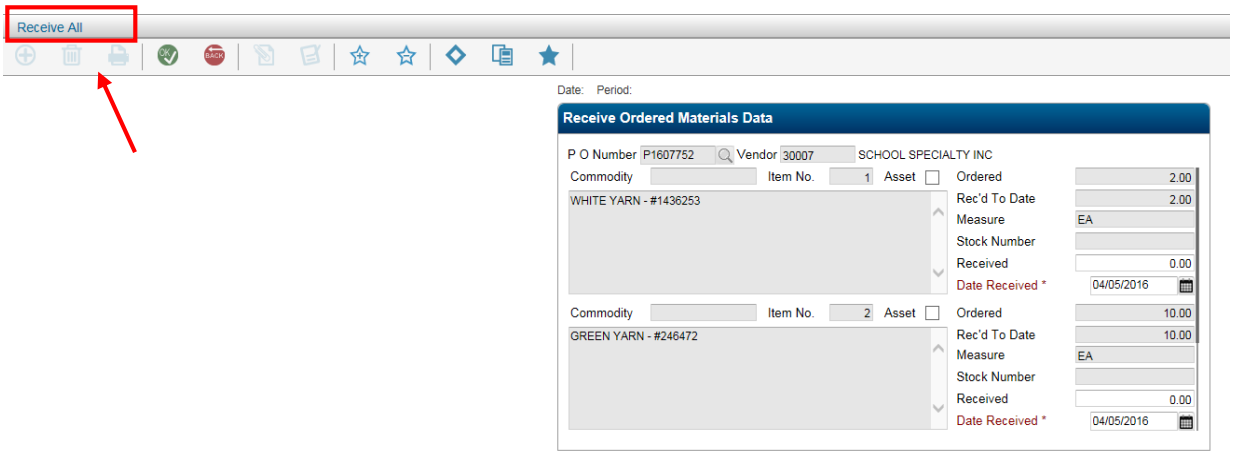 Receive All
OK BACK
Date: Period:
Receive Ordered Materials Data
P O Number P1607752 Vendor 30007 SCHOOL SPECIALTY INC
Commodity Item No. 1 Asset Ordered 2.00
WHITE YARN - #1436253 Rec'd To Date 2.00
Measure EA
Stock Number
Received 0.00
Date Received * 04/05/2016
Commodity Item No. 2 Asset Ordered 10.00
GREEN YARN - #246472 Rec'd To Date 10.00
Measure EA
Stock Number
Received 0.00
Date Received * 04/05/2016